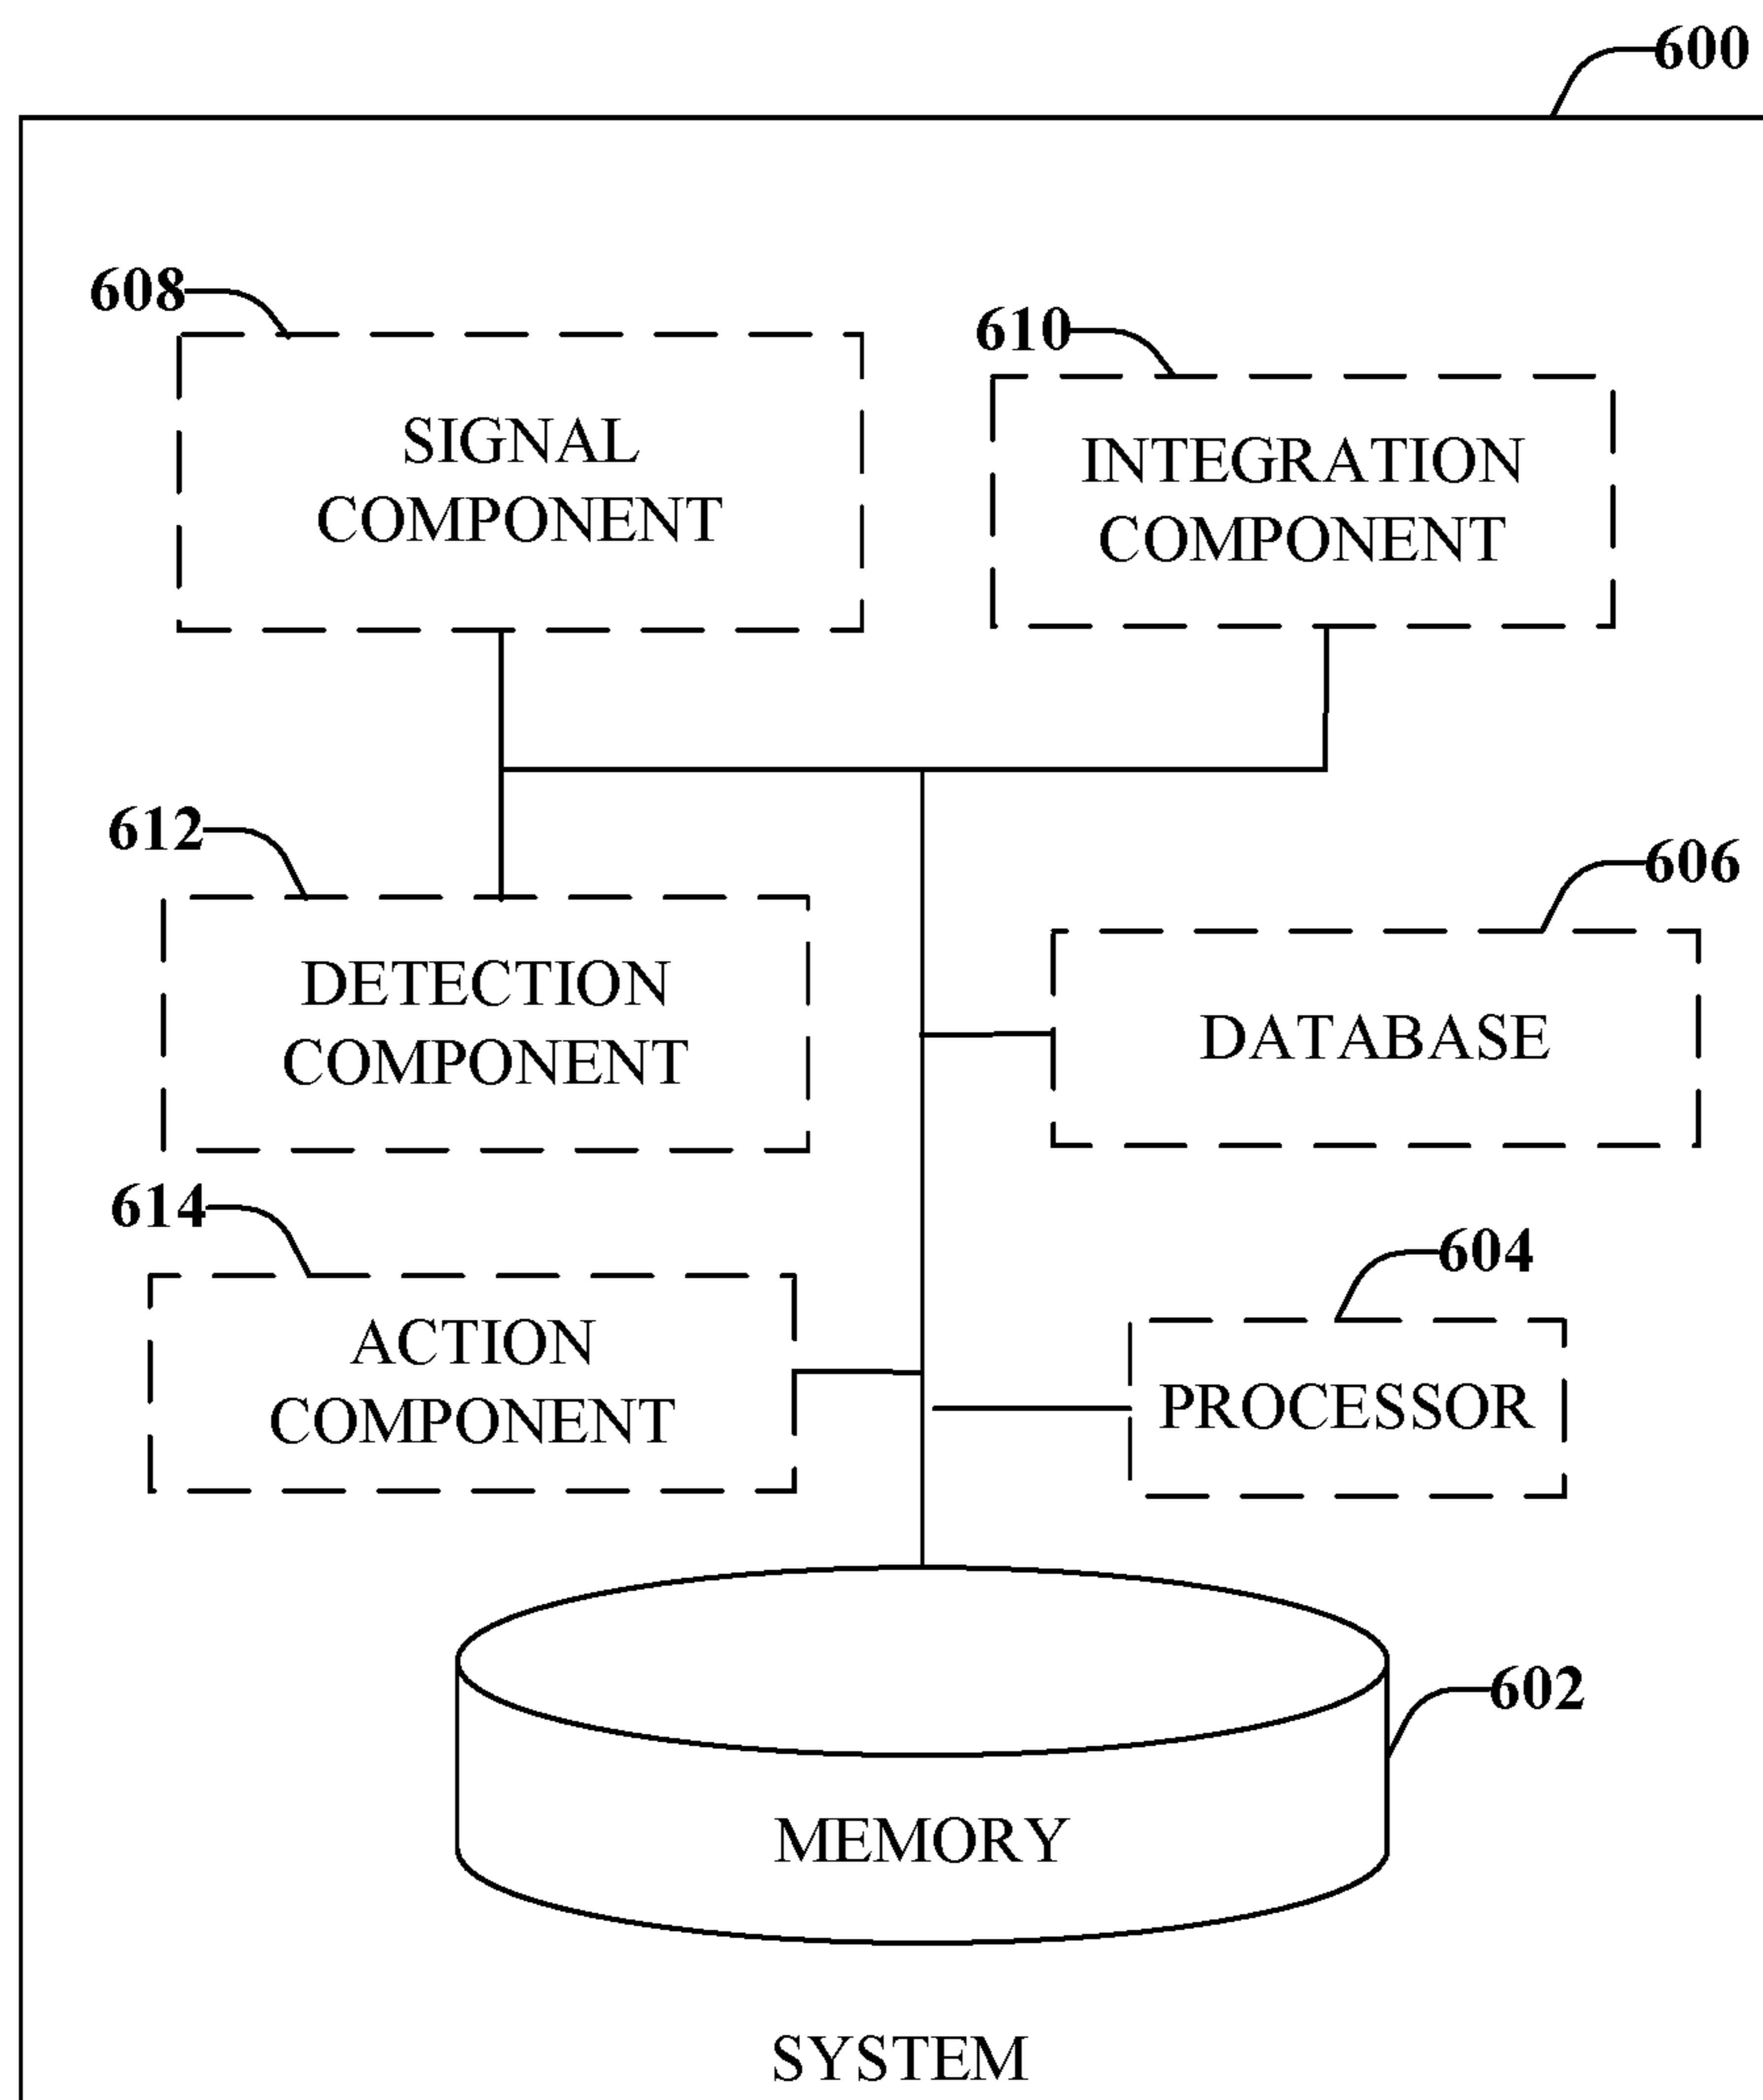 600
608
SIGNAL
COMPONENT
610
INTEGRATION
COMPONENT
612
DETECTION
COMPONENT
606
DATABASE
614
ACTION
COMPONENT
604
PROCESSOR
602
MEMORY
SYSTEM